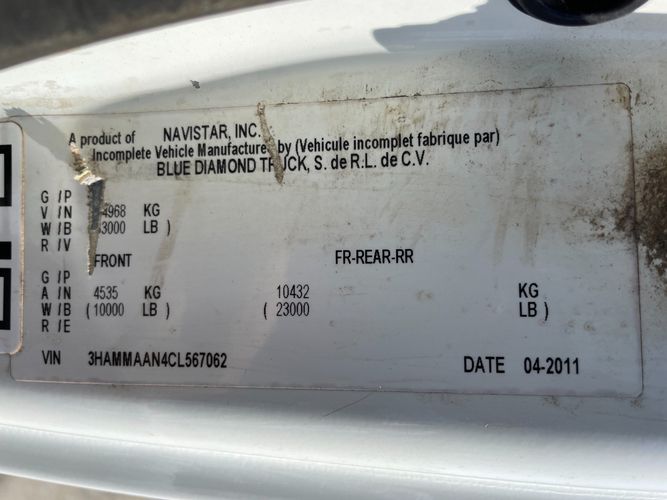 A product of NAVISTAR, INC.
Incomplete Vehicle Manufactured by (Vehicule incomplet fabrique par)
BLUE DIAMOND TRUCK, S. de R.L. de C.V.
G /P
V /N 4968 KG
W /B 3000 LB )
R /V
FRONT FR-REAR-RR
G /P
A /N 4535 KG 10432 KG
W /B ( 10000 LB ) ( 23000 LB )
R /E
VIN 3HAMMAAN4CL567062 DATE 04-2011